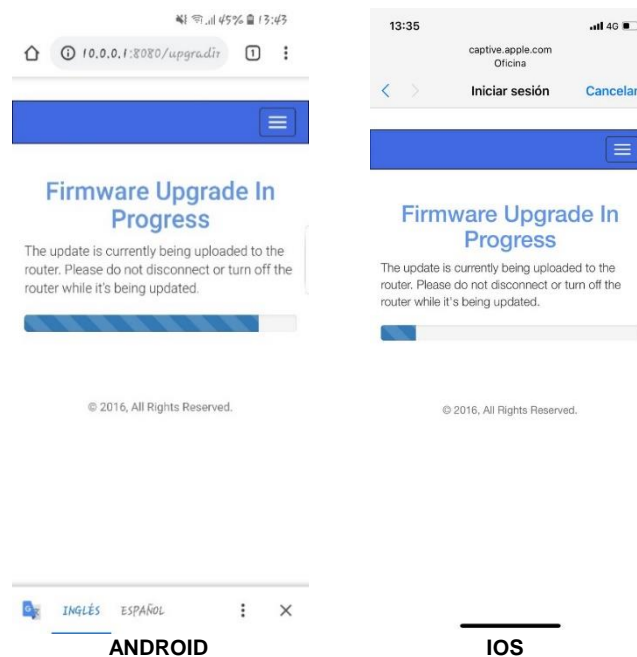 45% 13:43
10.0.0.1:8080/upgradin
1
Firmware Upgrade In
Progress
The update is currently being uploaded to the
router. Please do not disconnect or turn off the
router while it's being updated.
© 2016, All Rights Reserved.
INGLÉS ESPAÑOL
ANDROID
13:35 4G
captive.apple.com
Oficina
Iniciar sesión Cancelar
Firmware Upgrade In
Progress
The update is currently being uploaded to the
router. Please do not disconnect or turn off the
router while it's being updated.
© 2016, All Rights Reserved.
IOS